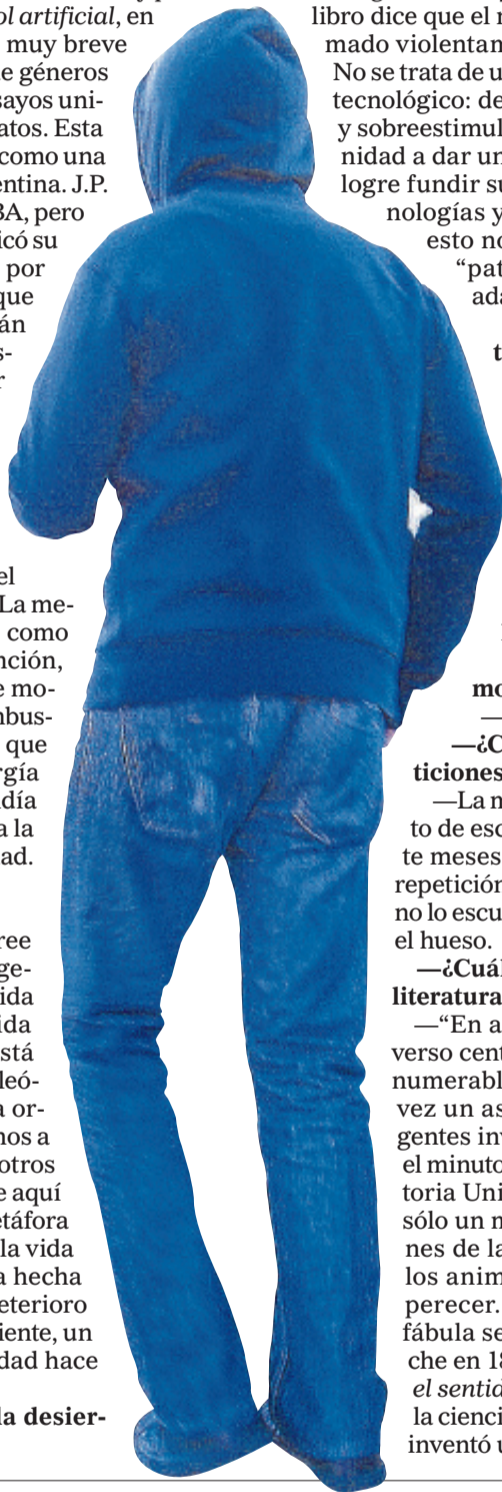 ol artificial, en
muy breve
e géneros
sayos uni-
atos. Esta
como una
entina. J.P.
BA, pero
icó su
por
que
án
s-
r
el
La me-
como
nción,
e mo-
nbus-
que
rgía
día
a la
ad.
ree
ge-
ida
ida
stá
leó-
a or-
nos a
otros
e aquí
etáfora
la vida
a hecha
eterioro
iente, un
dad hace
la desier-
libro dice que el m
mado violentam
No se trata de u
tecnológico: de
y sobreestimul
nidad a dar un
logre fundir su
nologías y
esto no
“pat
ada
t
mo
—
—¿C
ticiones
—La n
to de esc
te meses
repetición
no lo escu
el hueso.
—¿Cuál
literatura
—“En a
verso cent
numerabl
vez un as
gentes inv
el minuto
toria Uni
sólo un m
nes de la
los anim
perecer.
fábula se
che en 18
el sentid
la cienci
inventó u